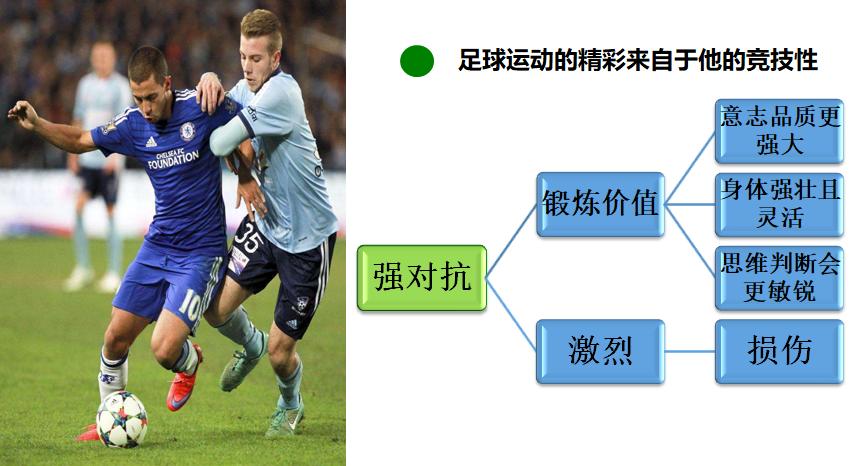 足球运动的精彩来自于他的竞技性
意志品质更
强大
锻炼价值
身体强壮且
灵活
强对抗
思维判断会
更敏锐
激烈
损伤
CHELSEA FC
FOUNDATION
10
35